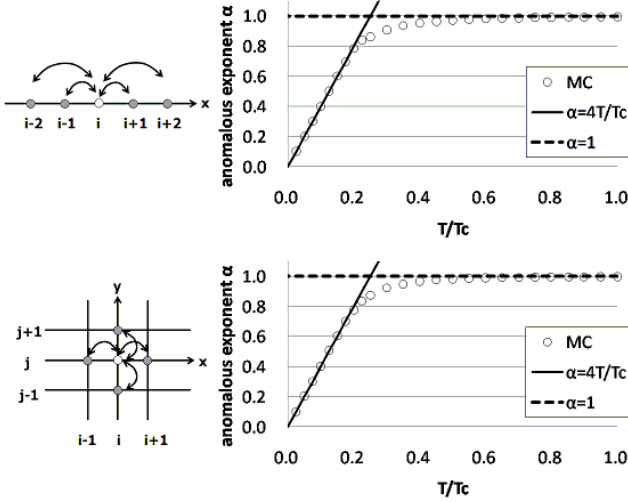 x
i-2 i-1 i i+1 i+2
anomalous exponent α
1.0
0.8
0.6
0.4
0.2
0.0
0.0 0.2 0.4 0.6 0.8 1.0
T/Tc
MC
α=4T/Tc
α=1
y
x
j+1
j
j-1
i-1 i i+1
anomalous exponent α
1.0
0.8
0.6
0.4
0.2
0.0
0.0 0.2 0.4 0.6 0.8 1.0
T/Tc
MC
α=4T/Tc
α=1